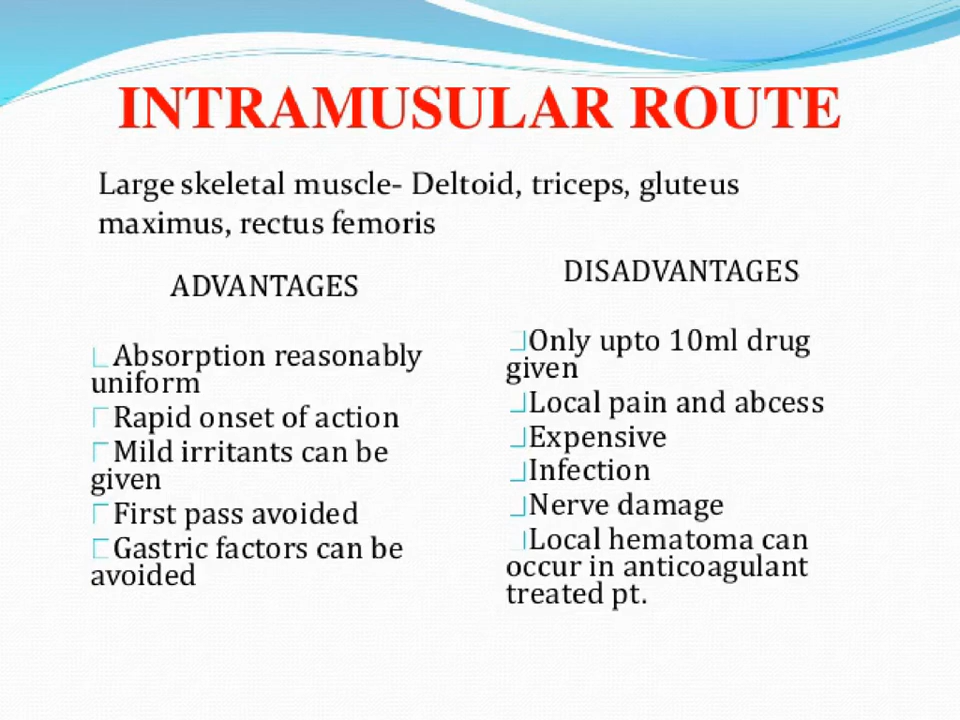 INTRAMUSULAR ROUTE
Large skeletal muscle- Deltoid, triceps, gluteus
maximus, rectus femoris
ADVANTAGES
Absorption reasonably
uniform
Rapid onset of action
Mild irritants can be
given
First pass avoided
Gastric factors can be
avoided
DISADVANTAGES
Only upto 10ml drug
given
Local pain and abcess
Expensive
Infection
Nerve damage
Local hematoma can
occur in anticoagulant
treated pt.